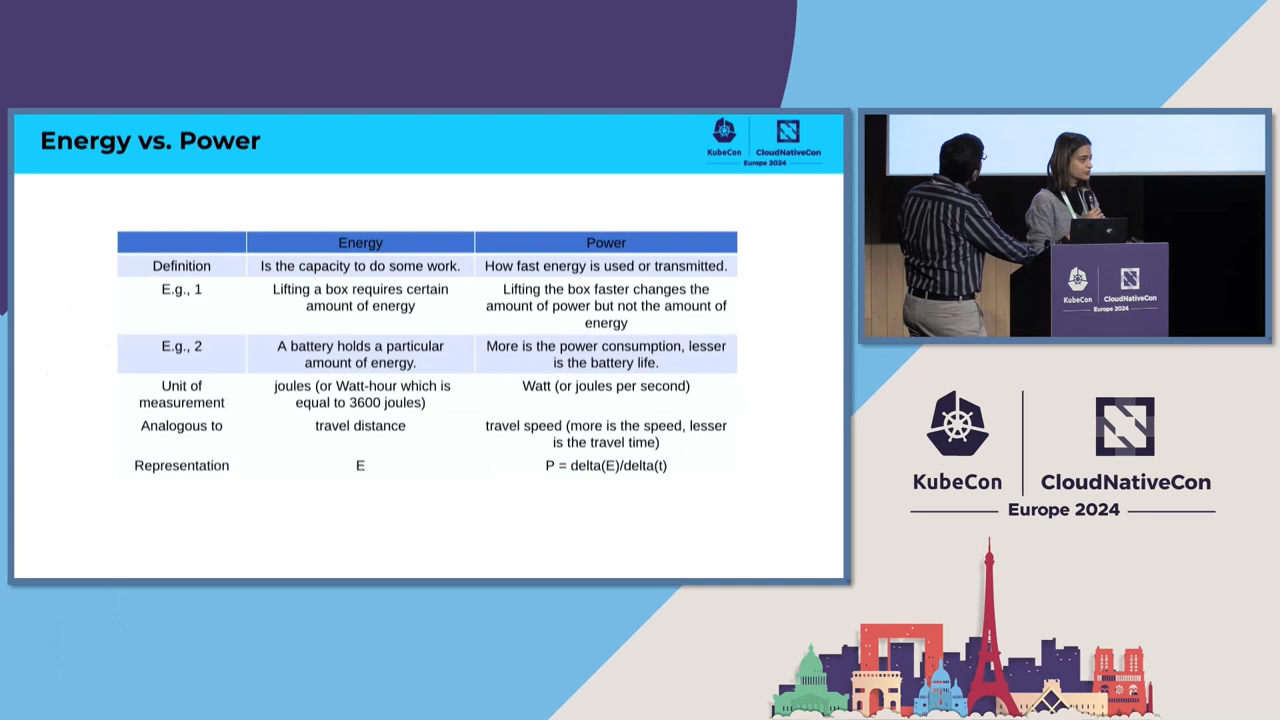 Energy vs. Power
KubeCon
CloudNativeCon
Europe 2024
Energy
Power
Definition
Is the capacity to do some work.
How fast energy is used or transmitted.
E.g., 1
Lifting a box requires certain
amount of energy
Lifting the box faster changes the
amount of power but not the amount of
energy
E.g., 2
A battery holds a particular
amount of energy.
More is the power consumption, lesser
is the battery life.
Unit of
measurement
joules (or Watt-hour which is
equal to 3600 joules)
Watt (or joules per second)
Analogous to
travel distance
travel speed (more is the speed, lesser
is the travel time)
Representation
E
P = delta(E)/delta(t)
KubeCon
CloudNativeCon
Europe 2024
KubeCon
CloudNativeCon
Europe 2024